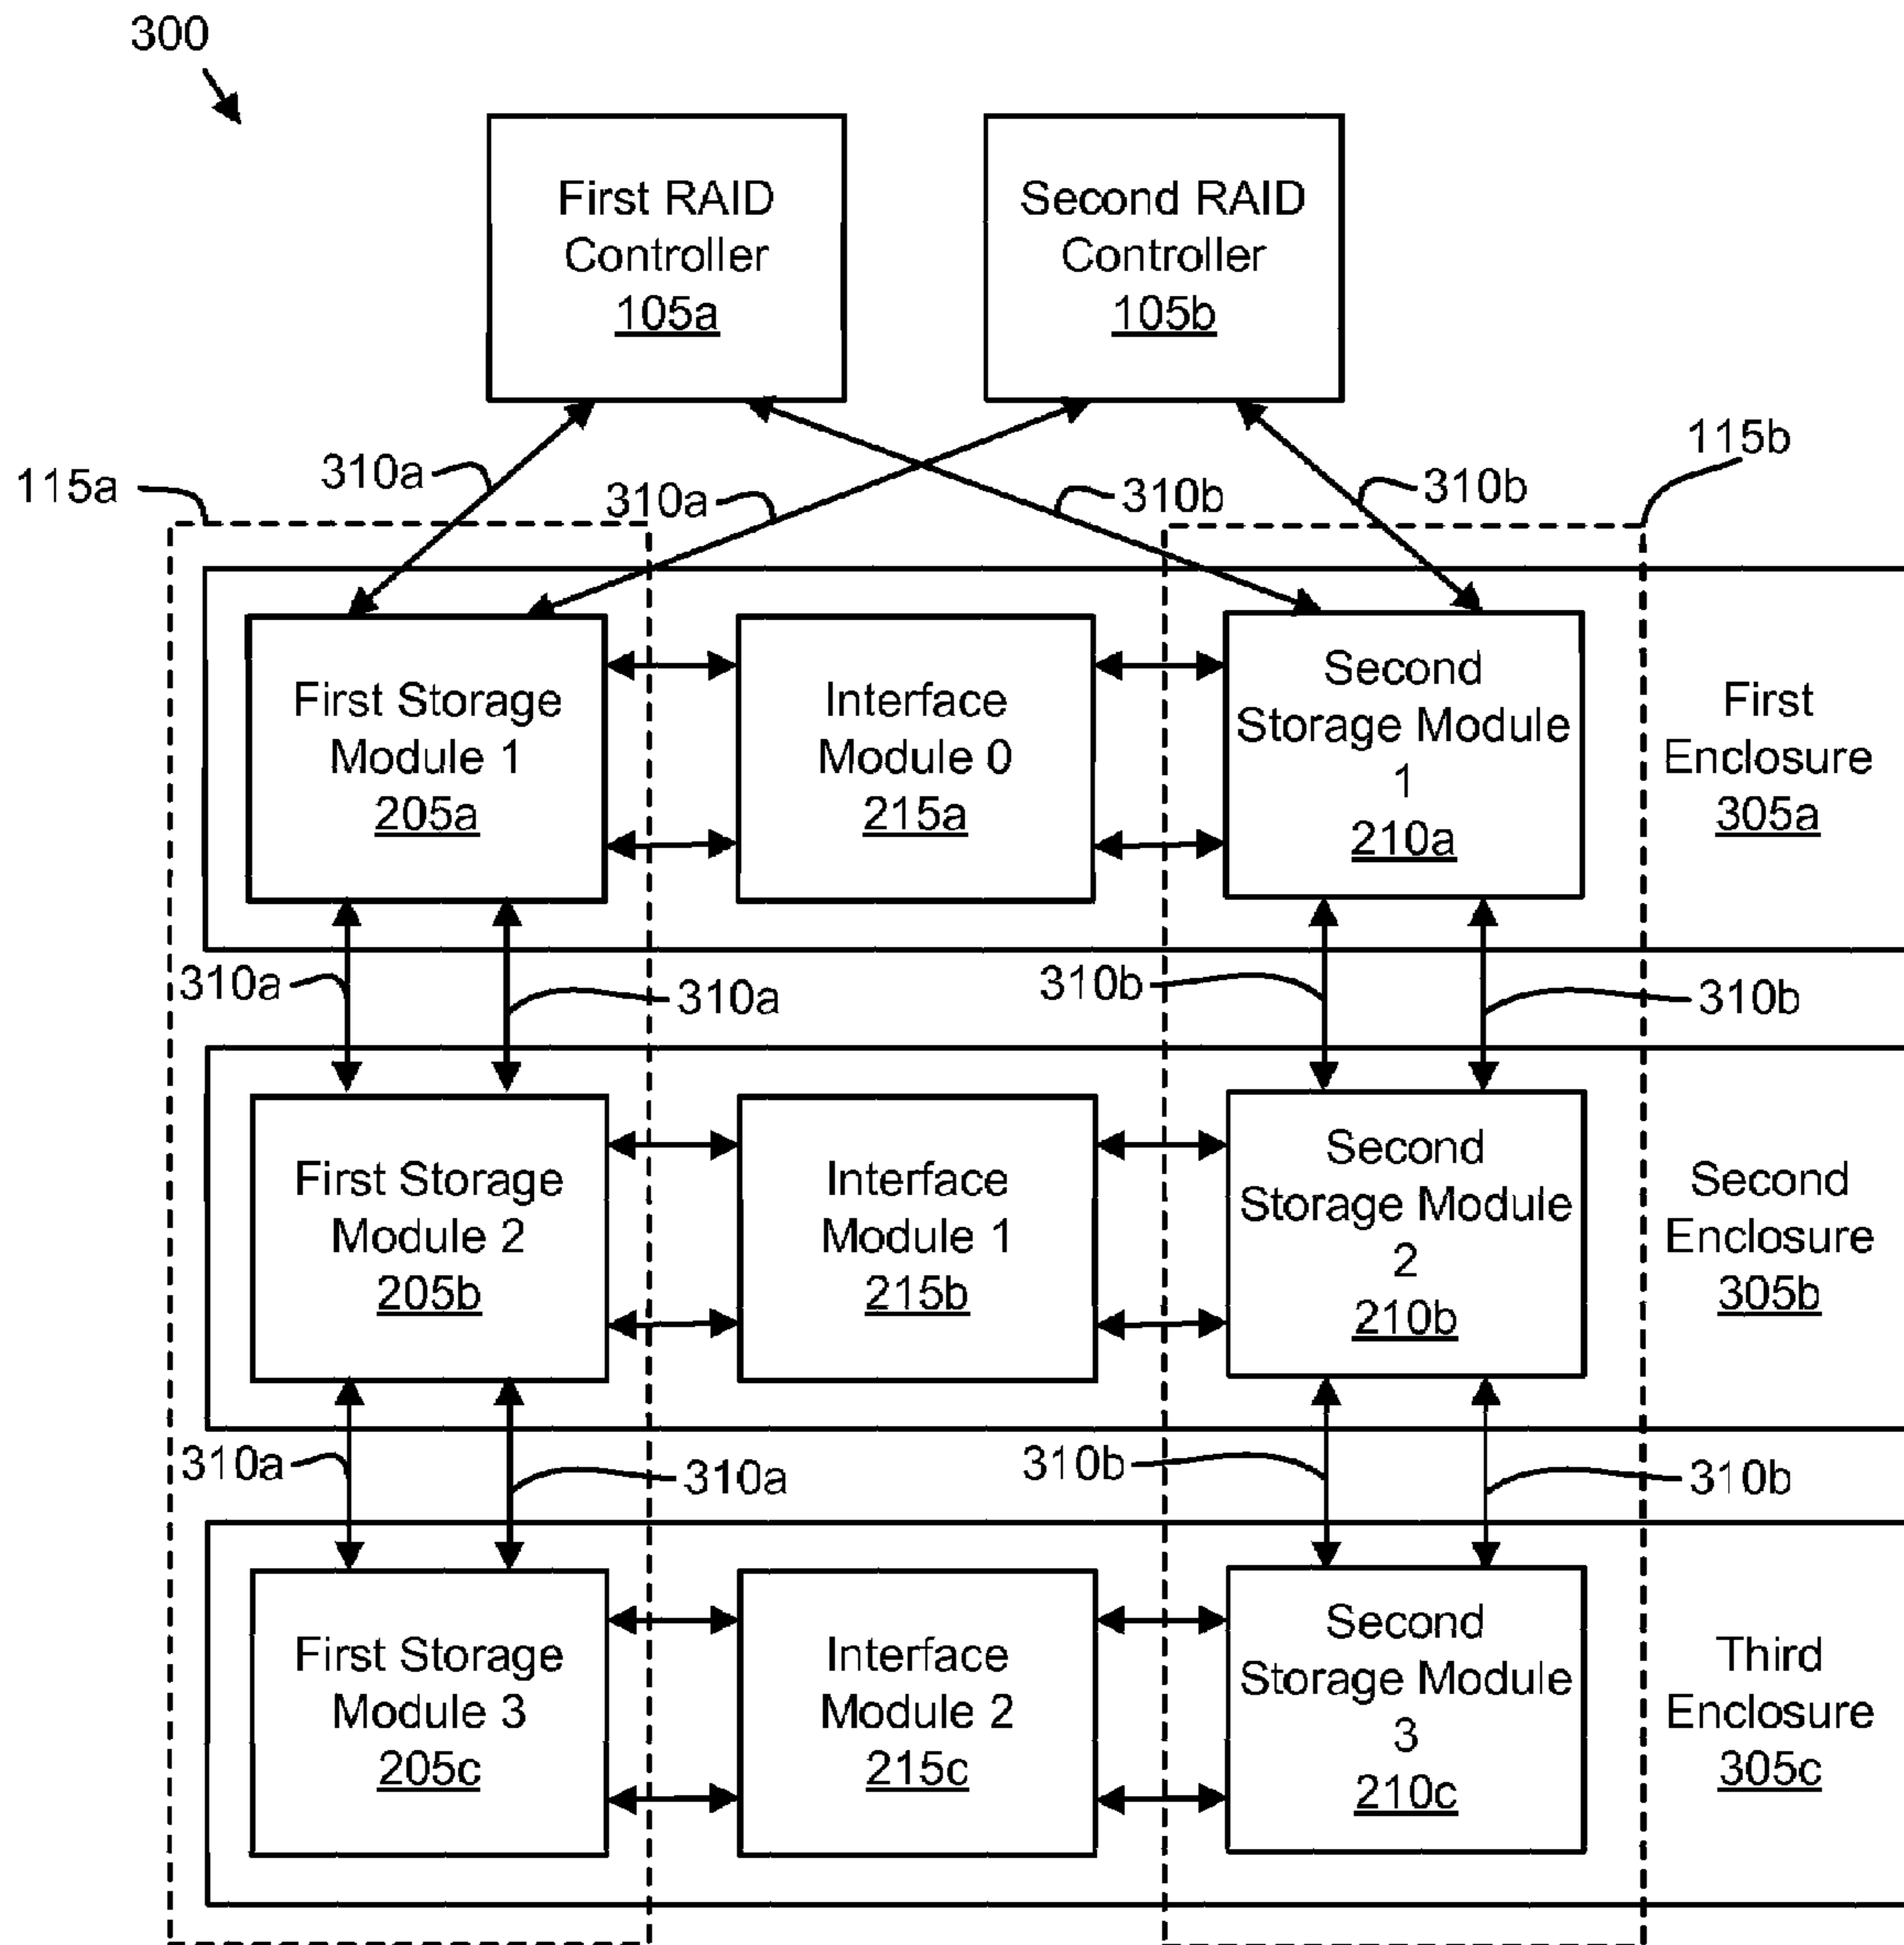 300
First RAID
Controller
105a
Second RAID
Controller
105b
115a
310a
310a
310b
310b
115b
First Storage
Module 1
205a
Interface
Module 0
215a
Second
Storage Module
1
210a
First
Enclosure
305a
310a
310a
310b
310b
First Storage
Module 2
205b
Interface
Module 1
215b
Second
Storage Module
2
210b
Second
Enclosure
305b
310a
310a
310b
310b
First Storage
Module 3
205c
Interface
Module 2
215c
Second
Storage Module
3
210c
Third
Enclosure
305c